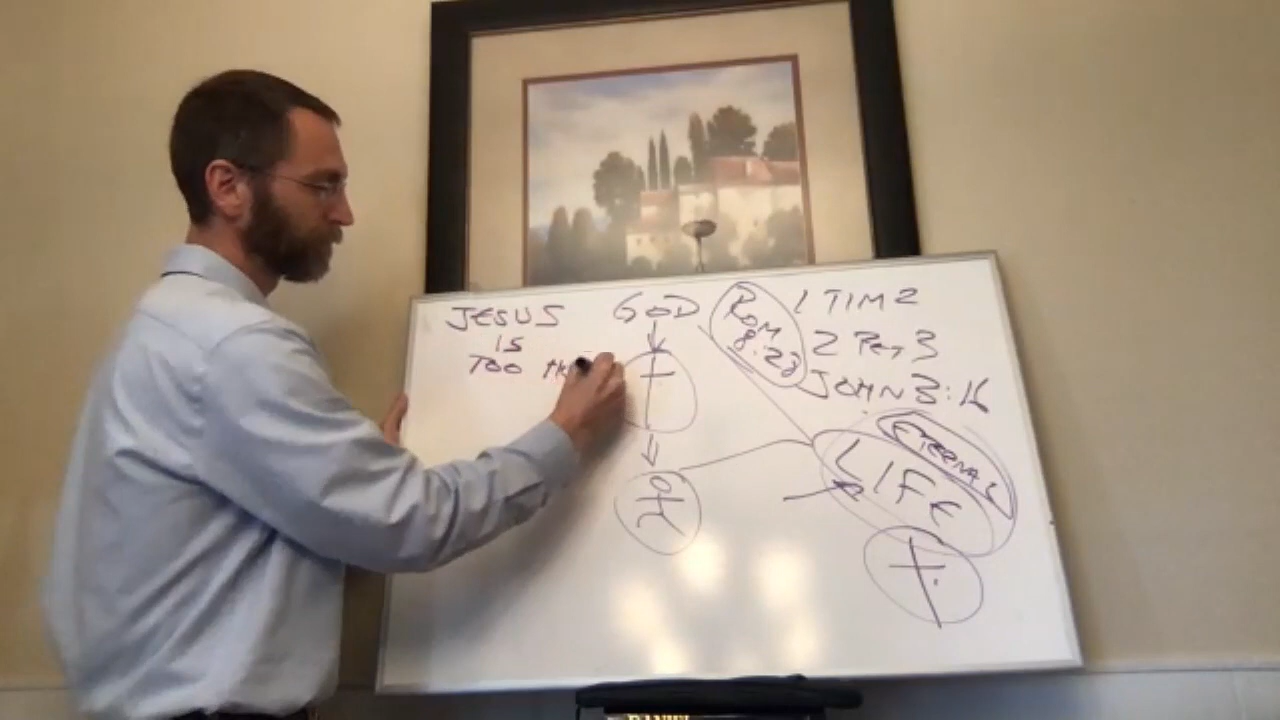 JESUS
IS
TOO
GOD
ROM
8:28
1 TIM 2
2 Pet 3
JOHN 3:16
ETERNAL
LIFE